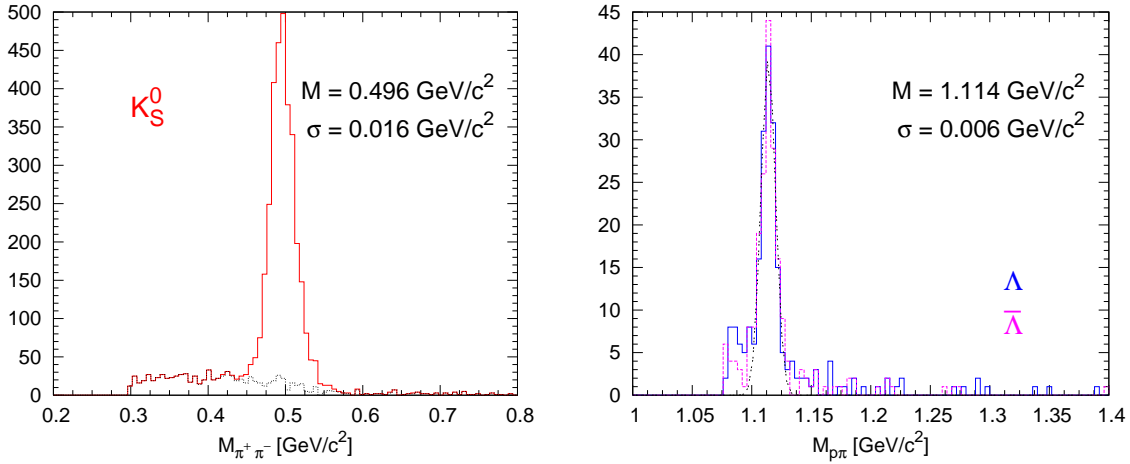 500
450
400
350
300
250
200
150
100
50
0
0.2 0.3 0.4 0.5 0.6 0.7 0.8
K⁰_S
M = 0.496 GeV/c²
σ = 0.016 GeV/c²
M_π⁺ π⁻ [GeV/c²]
45
40
35
30
25
20
15
10
5
0
1 1.05 1.1 1.15 1.2 1.25 1.3 1.35 1.4
M = 1.114 GeV/c²
σ = 0.006 GeV/c²
Λ
Λ̅
M_pπ [GeV/c²]